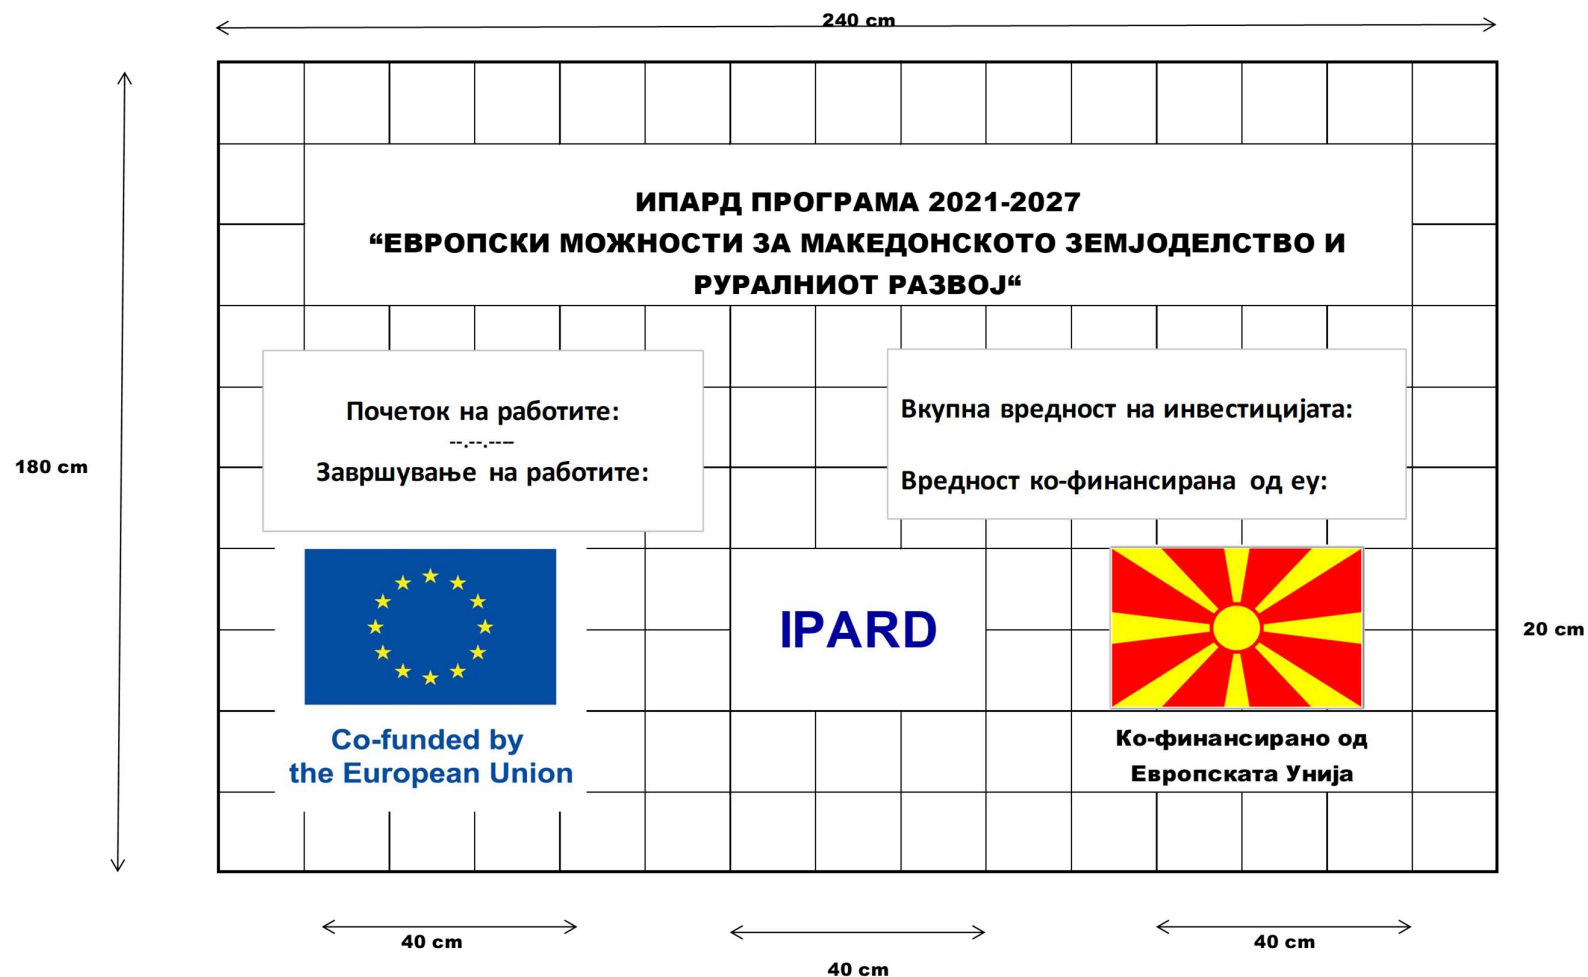 240 cm
ИПАРД ПРОГРАМА 2021-2027
“ЕВРОПСКИ МОЖНОСТИ ЗА МАКЕДОНСКОТО ЗЕМЈОДЕЛСТВО И
РУРАЛНИОТ РАЗВОЈ“
Почеток на работите:
--.--.----
Завршување на работите:
Вкупна вредност на инвестицијата:
Вредност ко-финансирана од еу:
180 cm
IPARD
20 cm
Co-funded by
the European Union
Ко-финансирано од
Европската Унија
40 cm
40 cm
40 cm